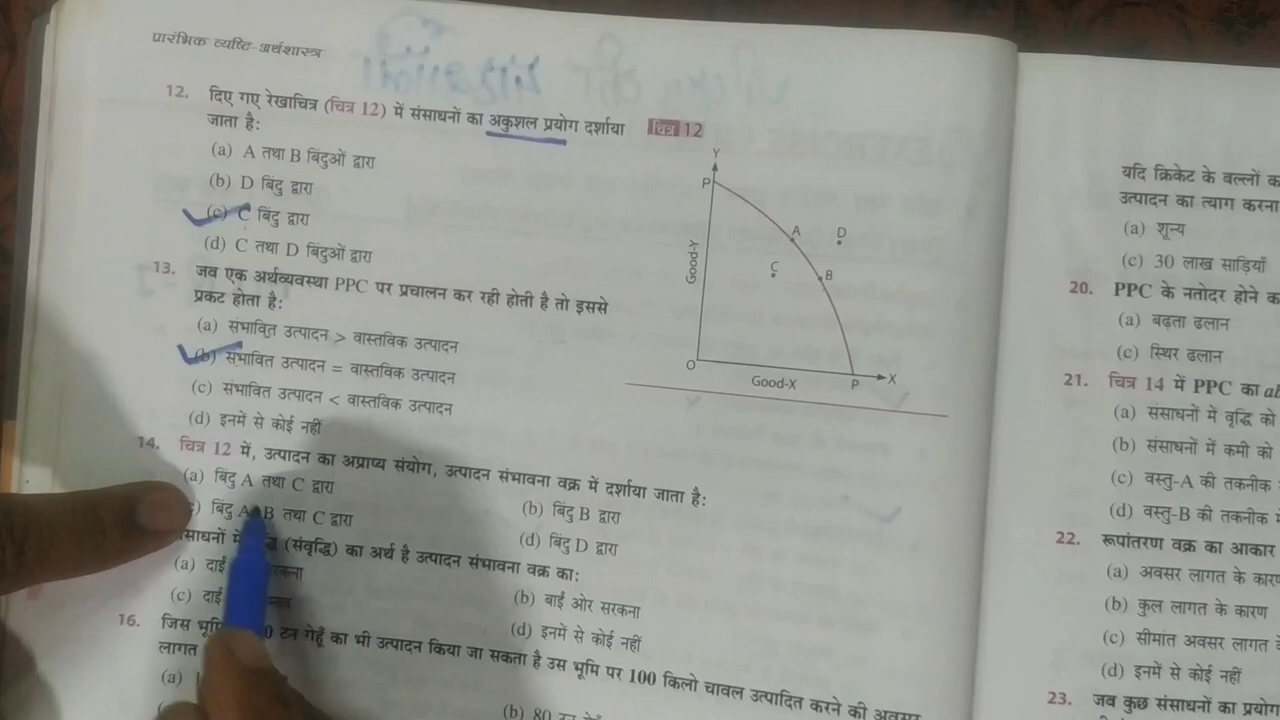 प्रारंभिक व्यष्टि-अर्थशास्त्र
12. दिए गए रेखाचित्र (चित्र 12) में संसाधनों का अकुशल प्रयोग दर्शाया
जाता है:
(a) A तथा B बिंदुओं द्वारा
(b) D बिंदु द्वारा
(c) C बिंदु द्वारा
(d) C तथा D बिंदुओं द्वारा
चित्र 12
Y
P
A
D
C
B
Good-Y
O
Good-X
P
X
13. जब एक अर्थव्यवस्था PPC पर प्रचालन कर रही होती है तो इससे
प्रकट होता है:
(a) संभावित उत्पादन > वास्तविक उत्पादन
(b) संभावित उत्पादन = वास्तविक उत्पादन
(c) संभावित उत्पादन < वास्तविक उत्पादन
(d) इनमें से कोई नहीं
14. चित्र 12 में, उत्पादन का अप्राप्य संयोग, उत्पादन संभावना वक्र में दर्शाया जाता है:
(a) बिंदु A तथा C द्वारा
(b) बिंदु B द्वारा
बिंदु A B तथा C द्वारा
(d) बिंदु D द्वारा
(संवृद्धि) का अर्थ है उत्पादन संभावना वक्र का:
(a) दाईं
(b) बाईं ओर सरकना
(c) दाईं
(d) इनमें से कोई नहीं
16. जिस टन गेहूँ का भी उत्पादन किया जा सकता है उस भूमि पर 100 किलो चावल उत्पादित करने की
लागत
(a)
(b) 80
यदि क्रिकेट के बल्लों
उत्पादन का त्याग करना
(a) शून्य
(c) 30 लाख साड़ियाँ
20. PPC के नतोदर होने
(a) बढ़ता ढलान
(c) स्थिर ढलान
21. चित्र 14 में PPC का
(a) संसाधनों में वृद्धि को
(b) संसाधनों में कमी को
(c) वस्तु-A की तकनीक
(d) वस्तु-B की तकनीक
22. रूपांतरण वक्र का आकार
(a) अवसर लागत के
(b) कुल लागत के कारण
(c) सीमांत अवसर लागत
(d) इनमें से कोई नहीं
23. जब कुछ संसाधनों का